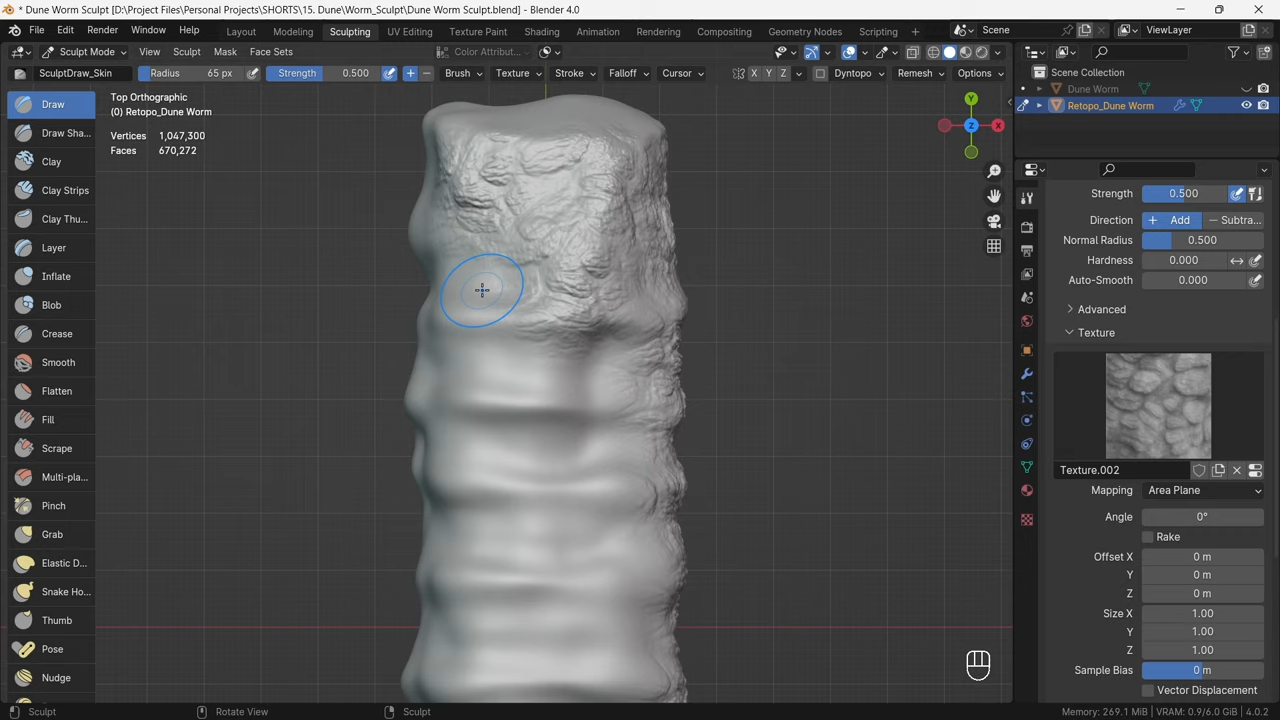 * Dune Worm Sculpt [D:\Project Files\Personal Projects\SHORTS\15. Dune\Worm_Sculpt\Dune Worm Sculpt.blend] - Blender 4.0
File Edit Render Window Help Layout Modeling Sculpting UV Editing Texture Paint Shading Animation Rendering Compositing Geometry Nodes Scripting + Scene ViewLayer
Sculpt Mode View Sculpt Mask Face Sets Color Attribut...
SculptDraw_Skin Radius 65 px Strength 0.500 Brush Texture Stroke Falloff Cursor X Y Z Dyntopo Remesh Options
Scene Collection
Dune Worm
Retopo_Dune Worm
Top Orthographic
(0) Retopo_Dune Worm
Vertices 1,047,300
Faces 670,272
Y
Z
X
Draw
Draw Sha...
Clay
Clay Strips
Clay Thu...
Layer
Inflate
Blob
Crease
Smooth
Flatten
Fill
Scrape
Multi-pla...
Pinch
Grab
Elastic D...
Snake Ho...
Thumb
Pose
Nudge
Strength 0.500
Direction + Add Subtra...
Normal Radius 0.500
Hardness 0.000
Auto-Smooth 0.000
Advanced
Texture
Texture.002
Mapping Area Plane
Angle 0°
Rake
Offset X 0 m
Y 0 m
Z 0 m
Size X 1.00
Y 1.00
Z 1.00
Sample Bias 0 m
Vector Displacement
Sculpt Rotate View Sculpt Memory: 269.1 MiB | VRAM: 0.9/6.0 GiB | 4.0.2